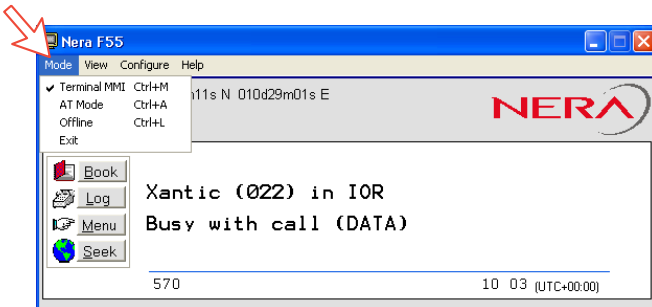 Nera F55
Mode View Configure Help
✓ Terminal MMI Ctrl+M
AT Mode Ctrl+A
Offline Ctrl+L
Exit
11s N 010d29m01s E
NERA
Book
Log
Menu
Seek
Xantic (022) in IOR
Busy with call (DATA)
570 10 03 (UTC+00:00)